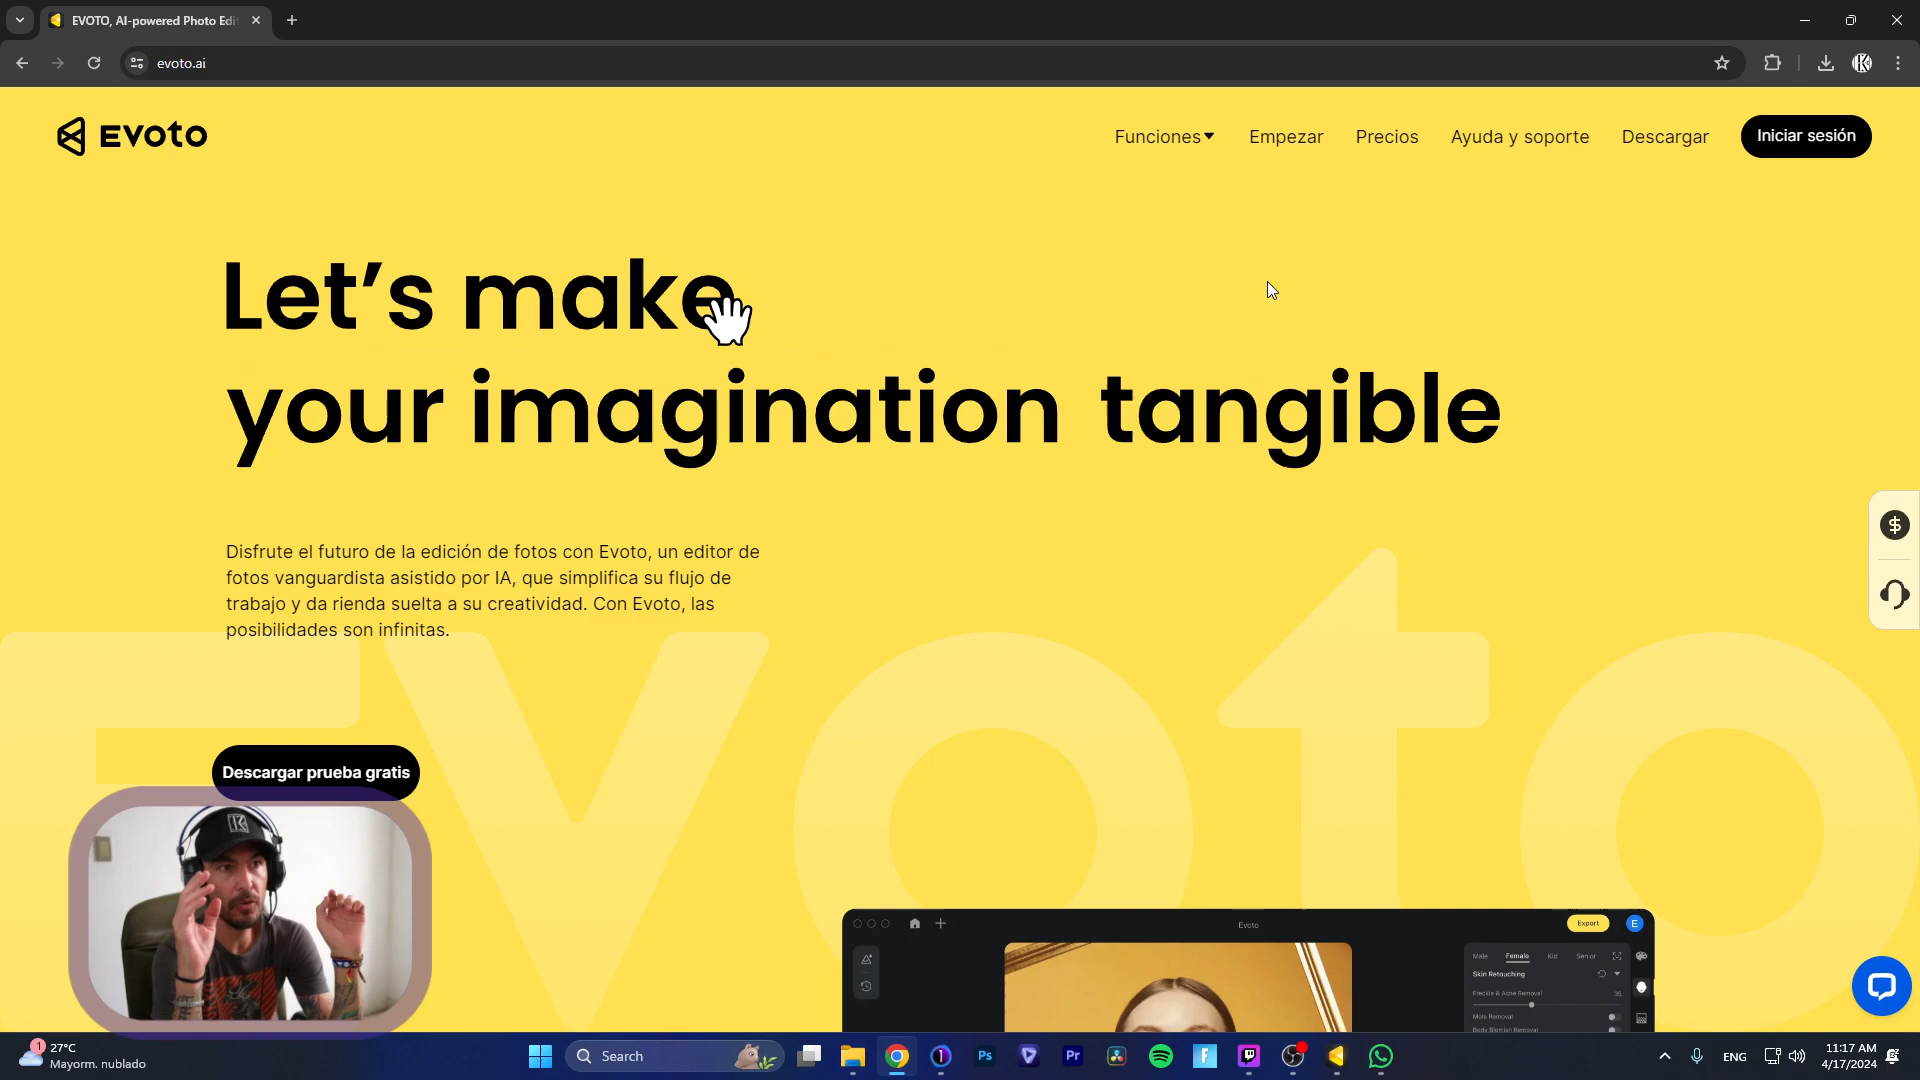 EVOTO, AI-powered Photo Edi
evoto.ai
EVOTO
Funciones
Empezar
Precios
Ayuda y soporte
Descargar
Iniciar sesión
Let's make
your imagination tangible
Disfrute el futuro de la edición de fotos con Evoto, un editor de
fotos vanguardista asistido por IA, que simplifica su flujo de
trabajo y da rienda suelta a su creatividad. Con Evoto, las
posibilidades son infinitas.
Descargar prueba gratis
Evoto
Export
E
Male
Female
Kid
Senior
Skin Retouching
Freckle & Acne Removal
Mole Removal
Body Blemish Removal
1
27°C
Mayorm. nublado
Search
Ps
Pr
ENG
11:17 AM
4/17/2024